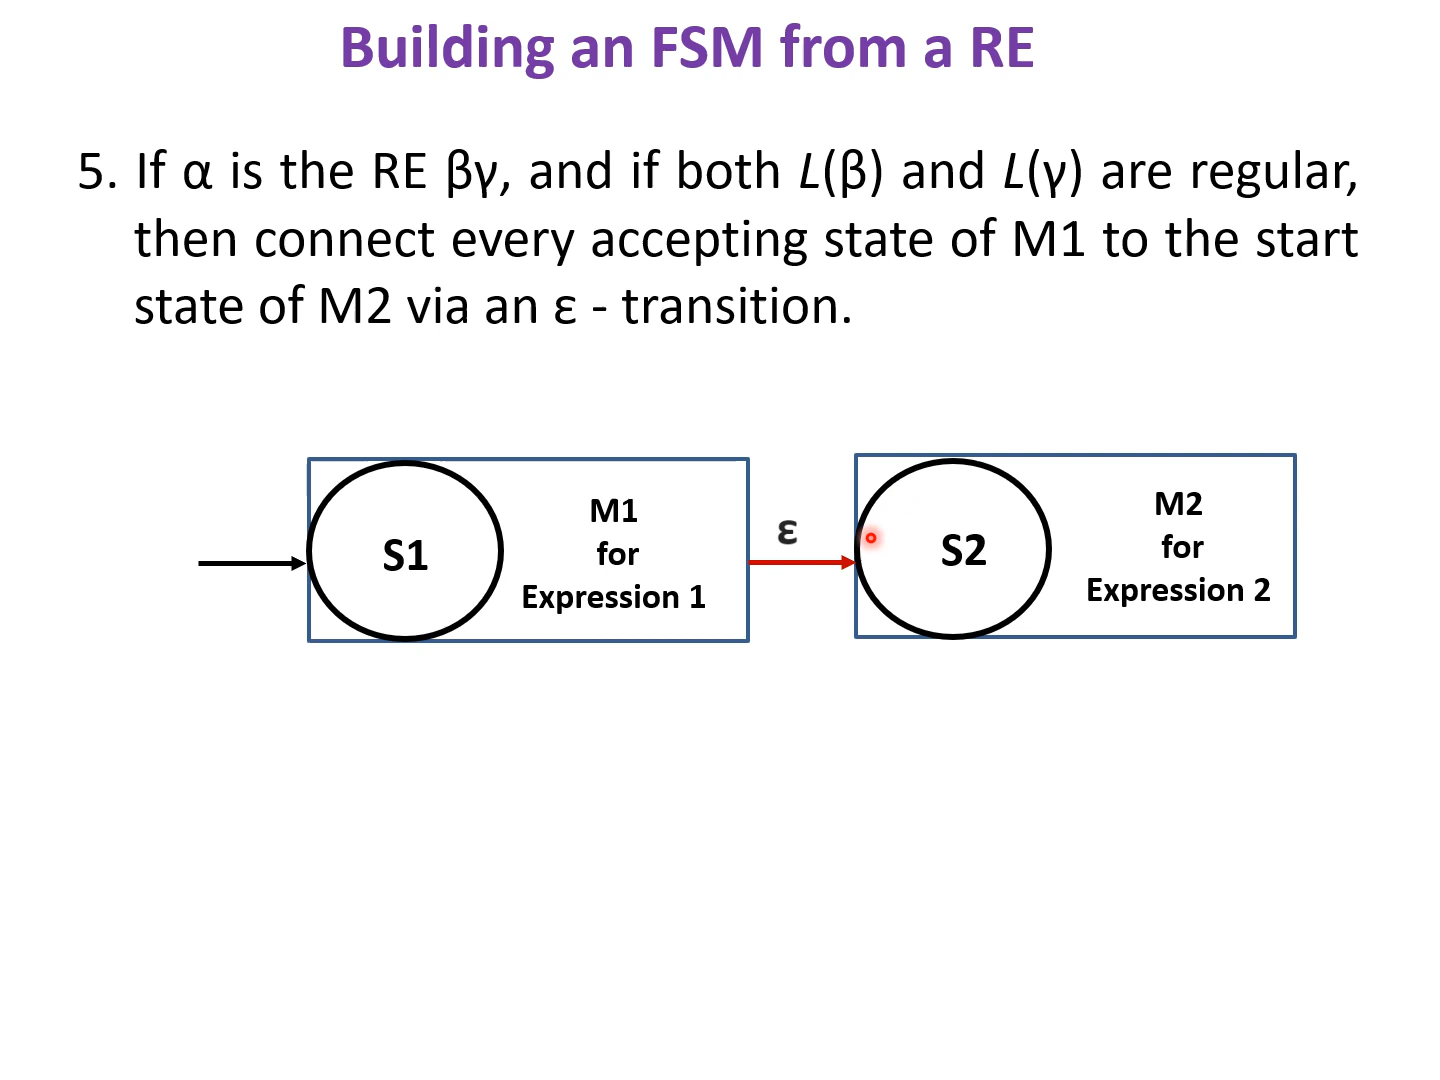 Building an FSM from a RE
5. If α is the RE βγ, and if both L(β) and L(γ) are regular,
then connect every accepting state of M1 to the start
state of M2 via an ε - transition.
S1
M1
for
Expression 1
ε
S2
M2
for
Expression 2